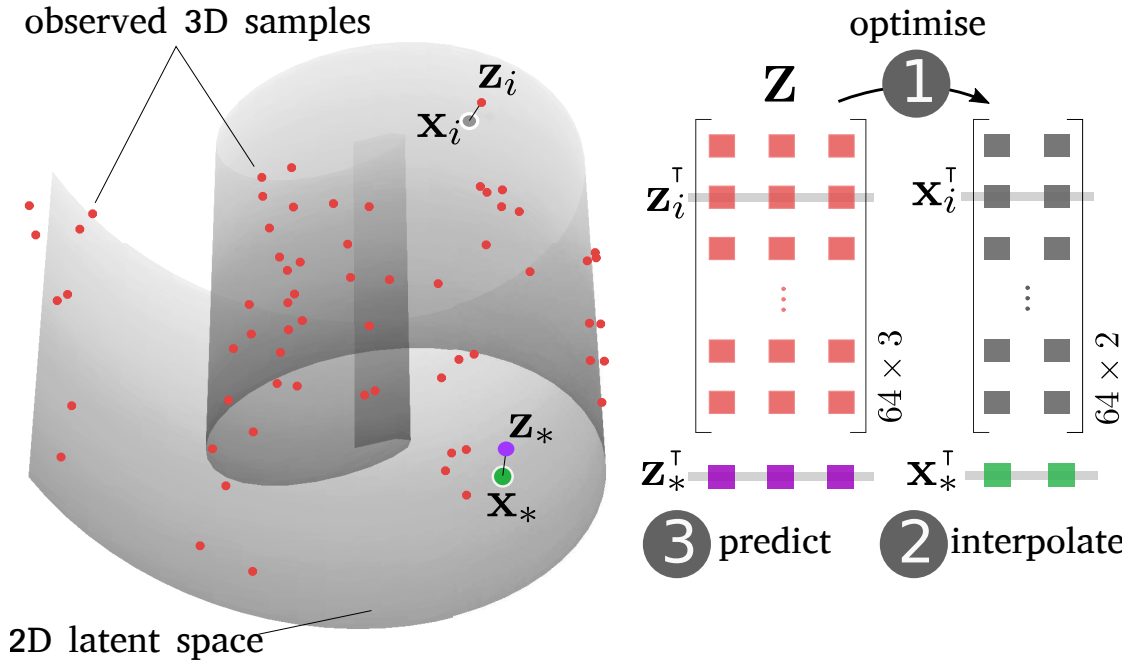 observed 3D samples
z_i
x_i
z_*
x_*
2D latent space
optimise
1
Z
z_i^⊤
x_i^⊤
64 × 3
64 × 2
z_*^⊤
x_*^⊤
3 predict
2 interpolate